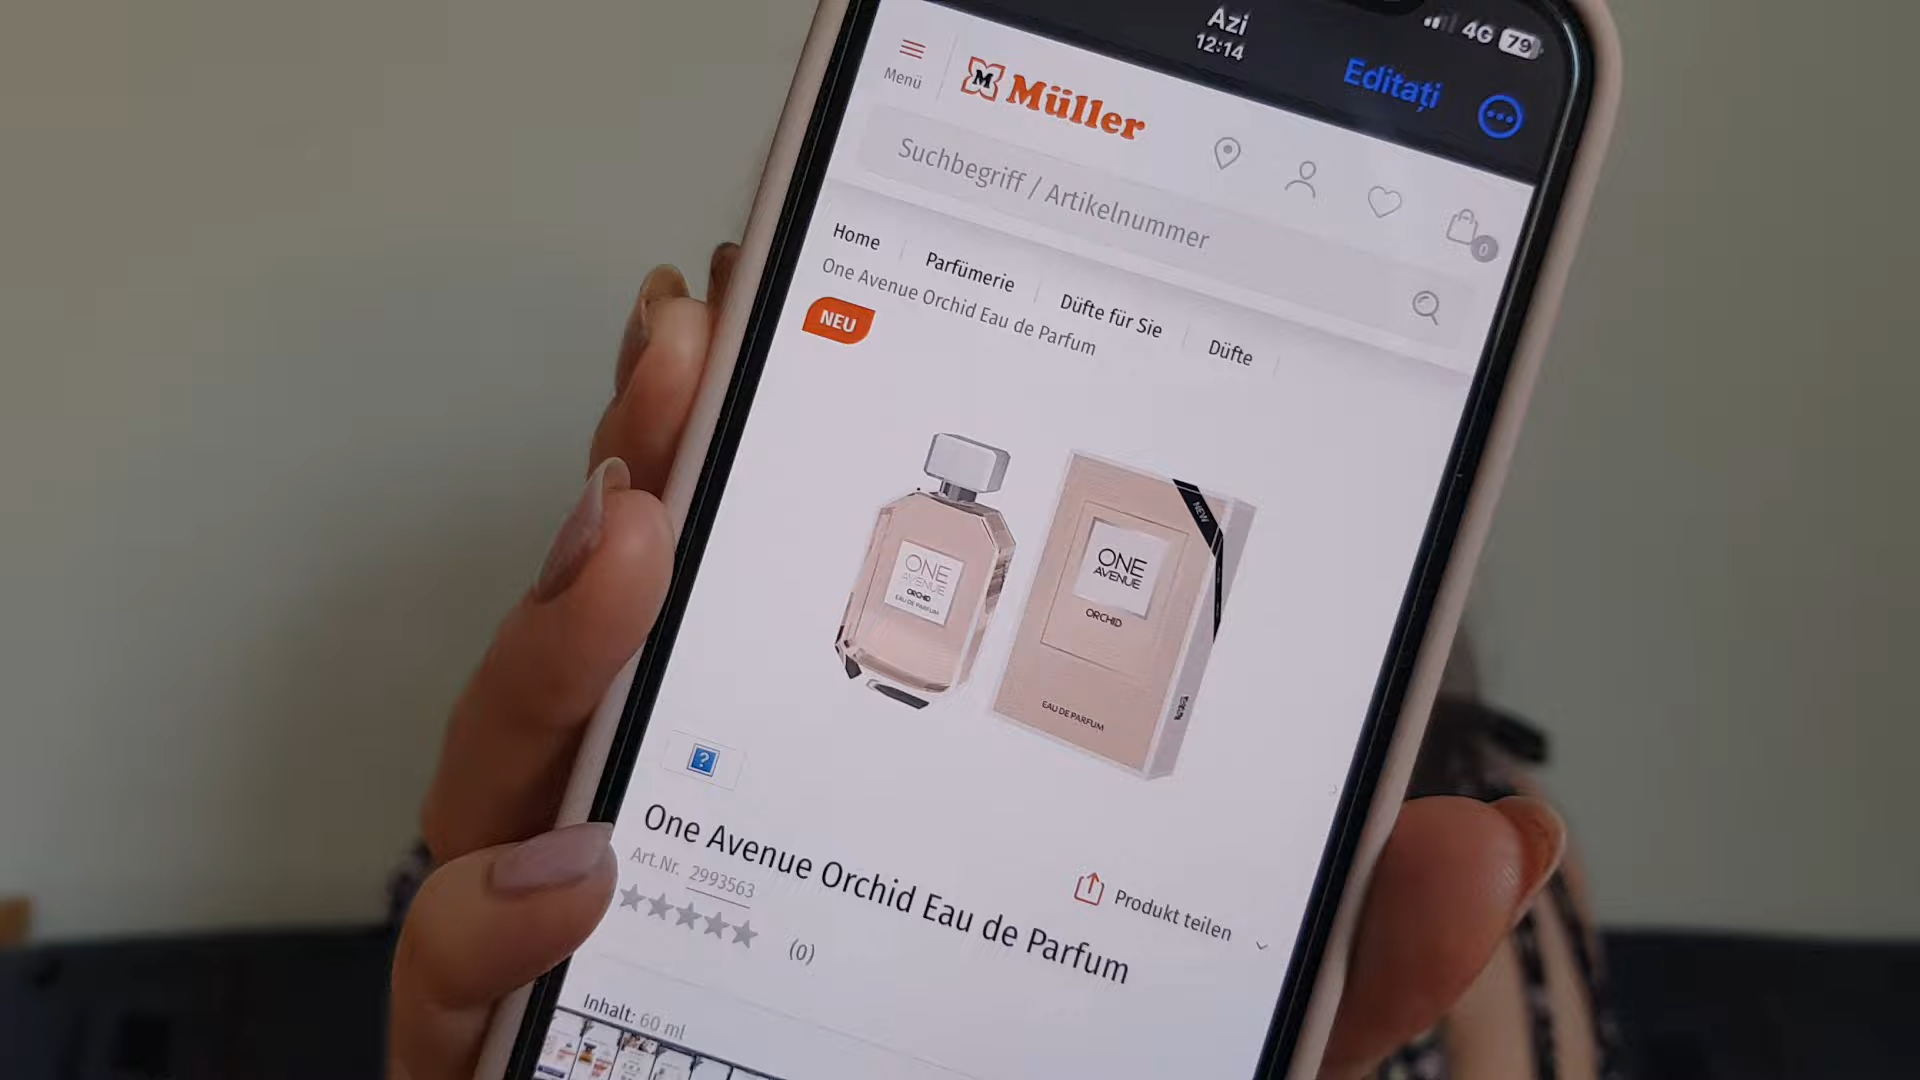 Azi
12:14
4G 79
Editați
Menü
Müller
Suchbegriff / Artikelnummer
0
Home Parfümerie Düfte für Sie Düfte
One Avenue Orchid Eau de Parfum
NEU
ONE
AVENUE
ORCHID
EAU DE PARFUM
NEW
ONE
AVENUE
ORCHID
EAU DE PARFUM
?
One Avenue Orchid Eau de Parfum
Art.Nr. 2993563
(0)
Produkt teilen
Inhalt: 60 ml